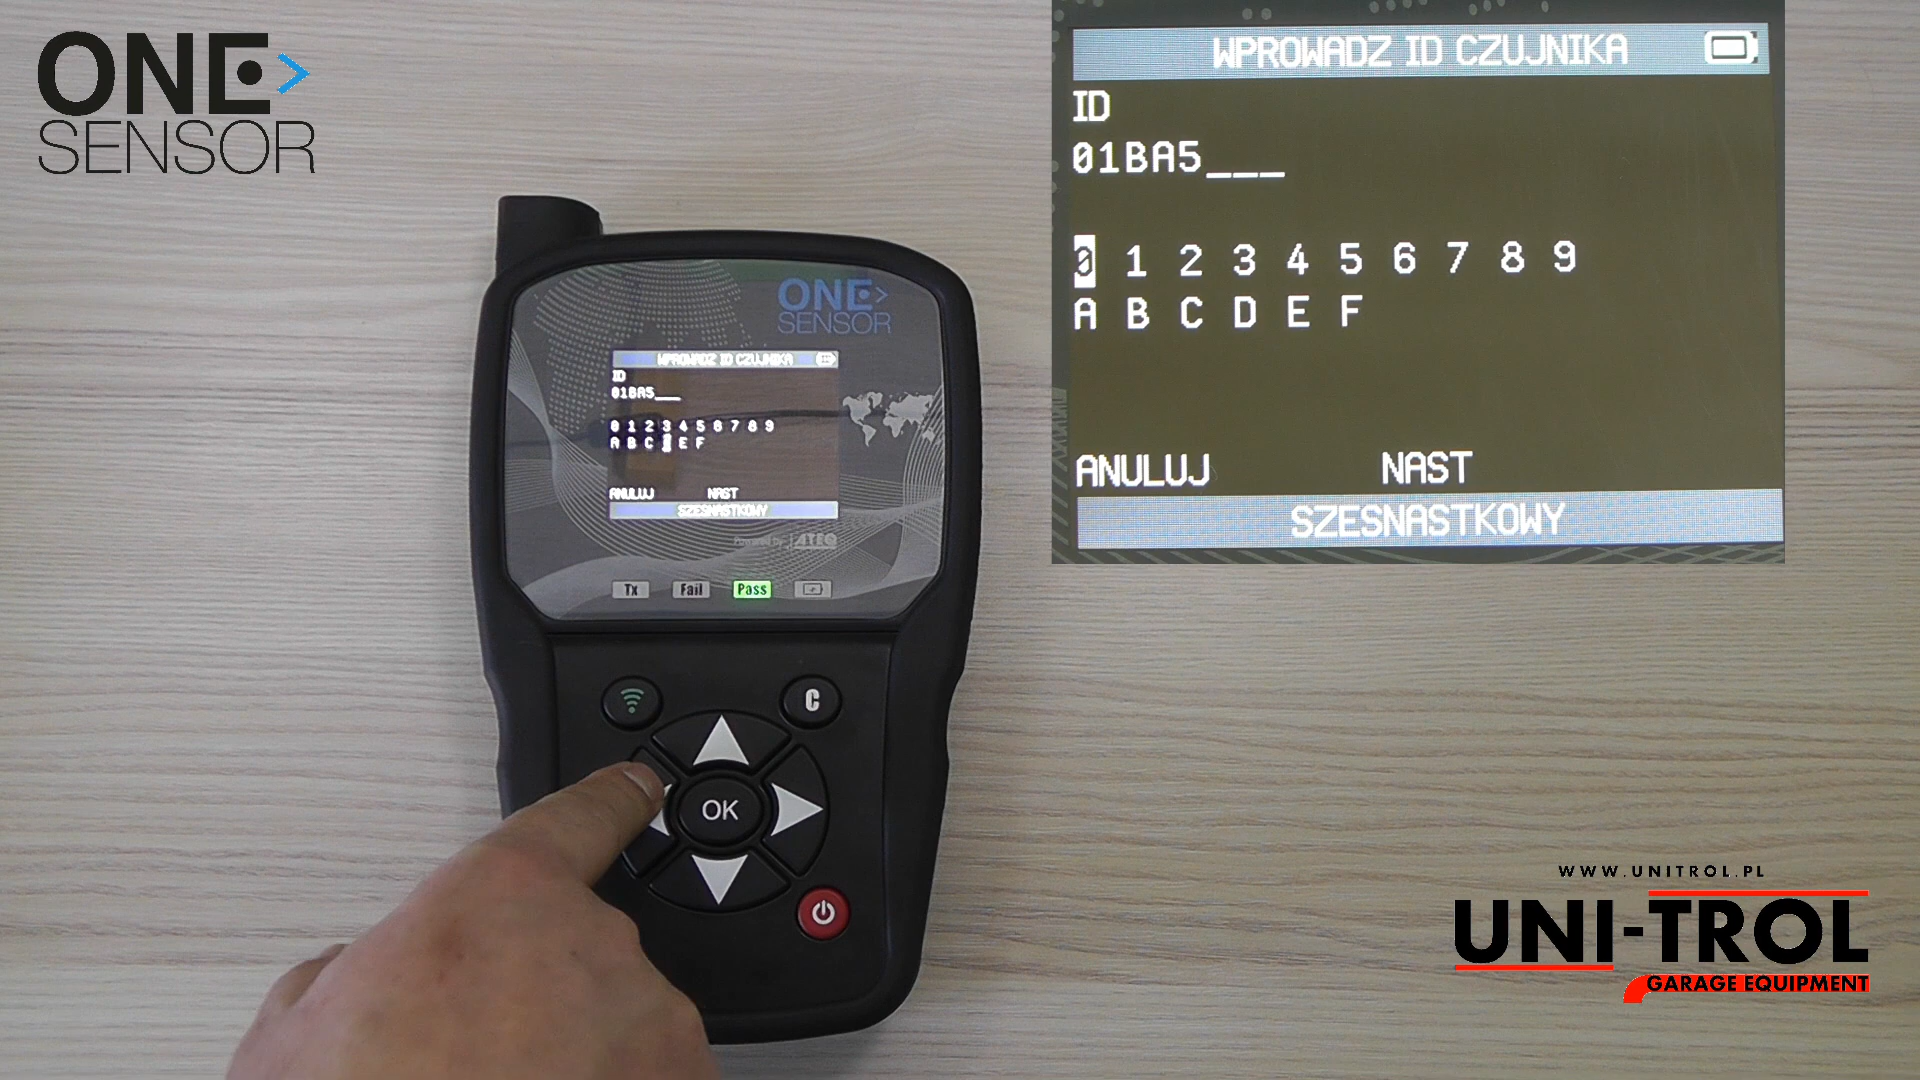 ONE
SENSOR
WPROWADZ ID CZUJNIKA
ID
01BA5___
0 1 2 3 4 5 6 7 8 9
A B C D E F
ANULUJ NAST
SZESNASTKOWY
ONE
SENSOR
WPROWADZ ID CZUJNIKA
ID
01BA5___
0 1 2 3 4 5 6 7 8 9
A B C D E F
ANULUJ NAST
SZESNASTKOWY
Powered by ATEQ
Tx Fail Pass
C
OK
WWW.UNITROL.PL
UNI-TROL
GARAGE EQUIPMENT